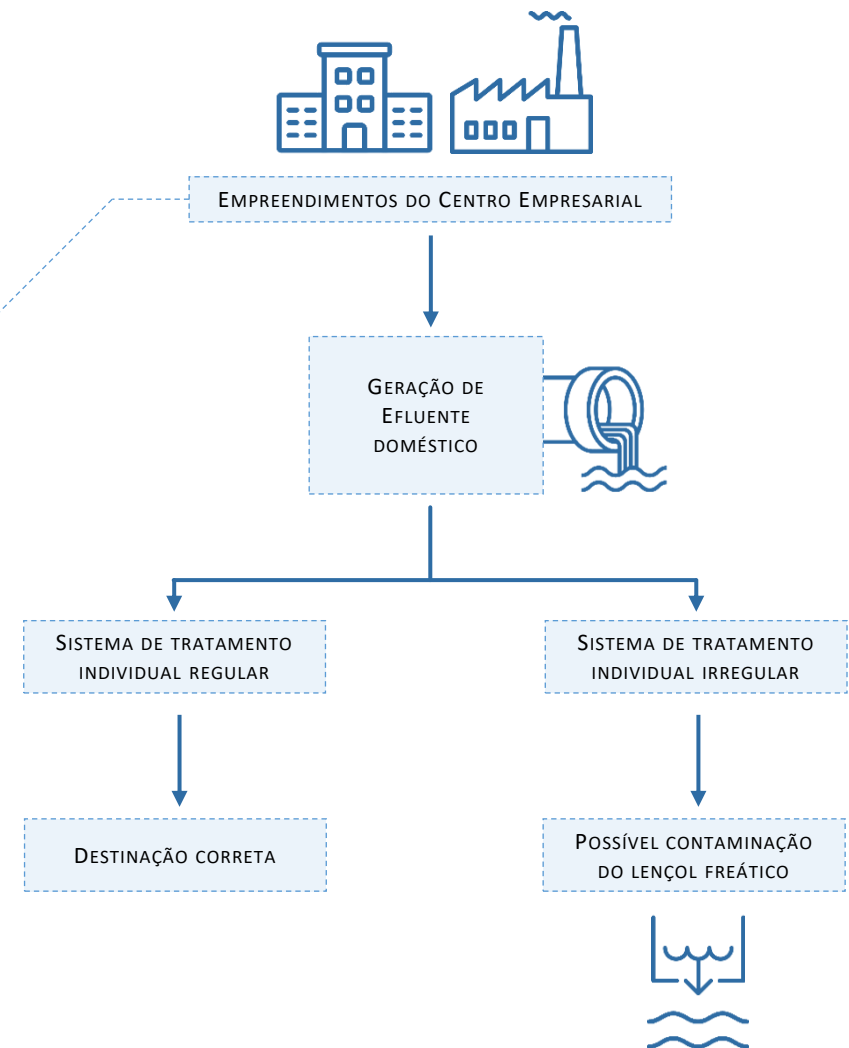 EMPREENDIMENTOS DO CENTRO EMPRESARIAL
GERAÇÃO DE
EFLUENTE
DOMÉSTICO
SISTEMA DE TRATAMENTO
INDIVIDUAL REGULAR
SISTEMA DE TRATAMENTO
INDIVIDUAL IRREGULAR
DESTINAÇÃO CORRETA
POSSÍVEL CONTAMINAÇÃO
DO LENÇOL FREÁTICO